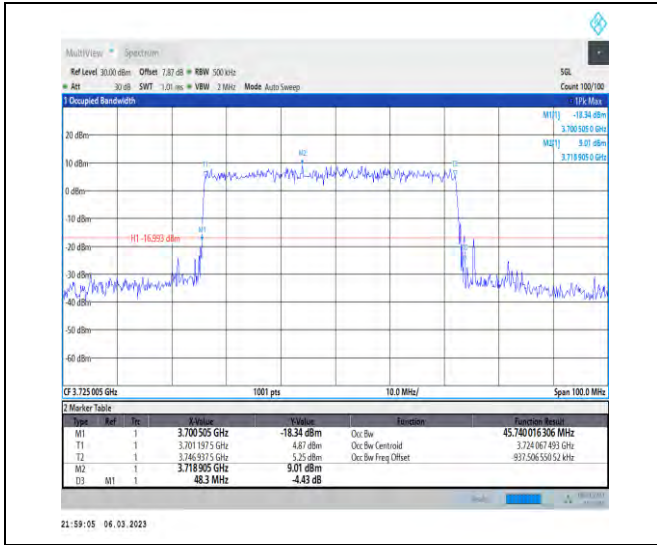 MultiView Spectrum
Ref Level 30.00 dBm Offset 7.87 dB RBW 500 kHz SGL
Att 30 dB SWT 1.01 ms VBW 2 MHz Mode Auto Sweep Count 100/100
1 Occupied Bandwidth 1Pk Max
M1[1] -18.34 dBm
3.700 505 0 GHz
M2[1] 9.01 dBm
3.718 905 0 GHz
20 dBm
M2
10 dBm
T1 T2
0 dBm
-10 dBm
M1
H1 -16.993 dBm
-20 dBm
-30 dBm
-40 dBm
-50 dBm
-60 dBm
CF 3.725 005 GHz 1001 pts 10.0 MHz/ Span 100.0 MHz
2 Marker Table
Type Ref Trc X-Value Y-Value Function Function Result
M1 1 3.700 505 GHz -18.34 dBm Occ Bw 45.740 016 306 MHz
T1 1 3.701 197 5 GHz 4.87 dBm Occ Bw Centroid 3.724 067 493 GHz
T2 1 3.746 937 5 GHz 5.25 dBm Occ Bw Freq Offset -937.506 550 52 kHz
M2 1 3.718 905 GHz 9.01 dBm
D3 M1 1 48.3 MHz -4.43 dB
21:59:05 06.03.2023